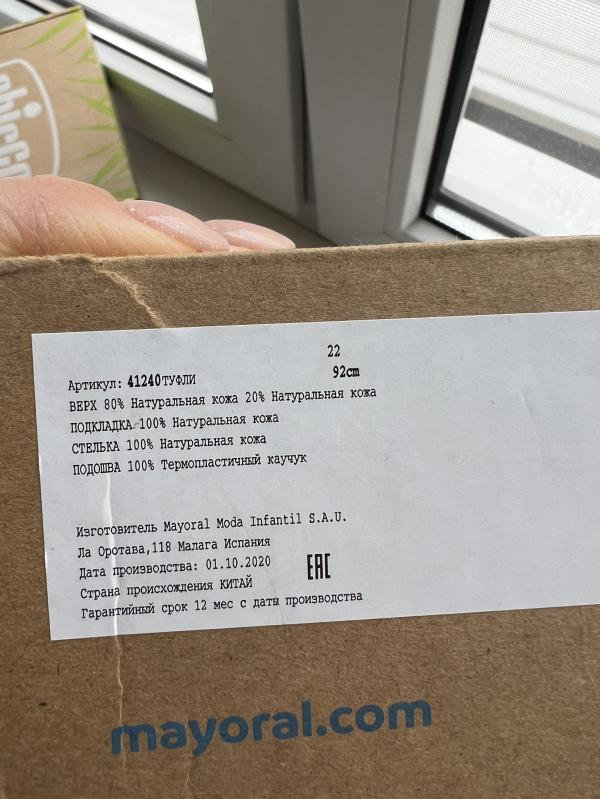 chicco
22
92cm
Артикул: 41240ТУФЛИ
ВЕРХ 80% Натуральная кожа 20% Натуральная кожа
ПОДКЛАДКА 100% Натуральная кожа
СТЕЛЬКА 100% Натуральная кожа
ПОДОШВА 100% Термопластичный каучук
Изготовитель Mayoral Moda Infantil S.A.U.
Ла Оротава,118 Малага Испания
Дата производства: 01.10.2020
EAC
Страна происхождения КИТАЙ
Гарантийный срок 12 мес с даты производства
mayoral.com